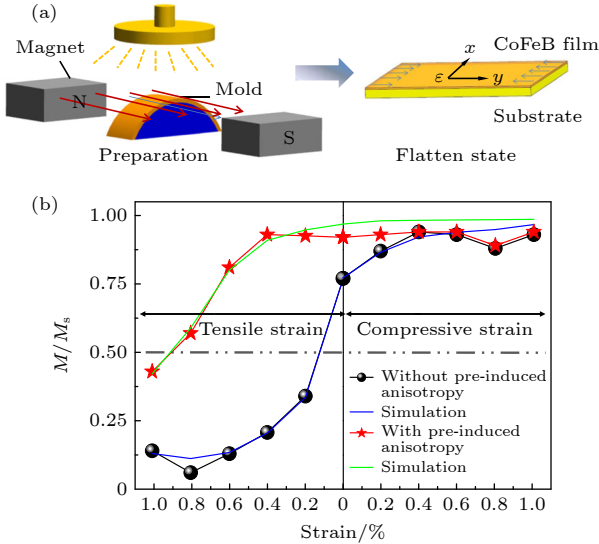 (a)
Magnet
N
Mold
S
Preparation
x
CoFeB film
ε
y
Substrate
Flatten state
(b)
1.00
0.75
0.50
0.25
0
M/Ms
Tensile strain
Compressive strain
Without pre-induced
anisotropy
Simulation
With pre-induced
anisotropy
Simulation
1.0 0.8 0.6 0.4 0.2 0 0.2 0.4 0.6 0.8 1.0
Strain/%